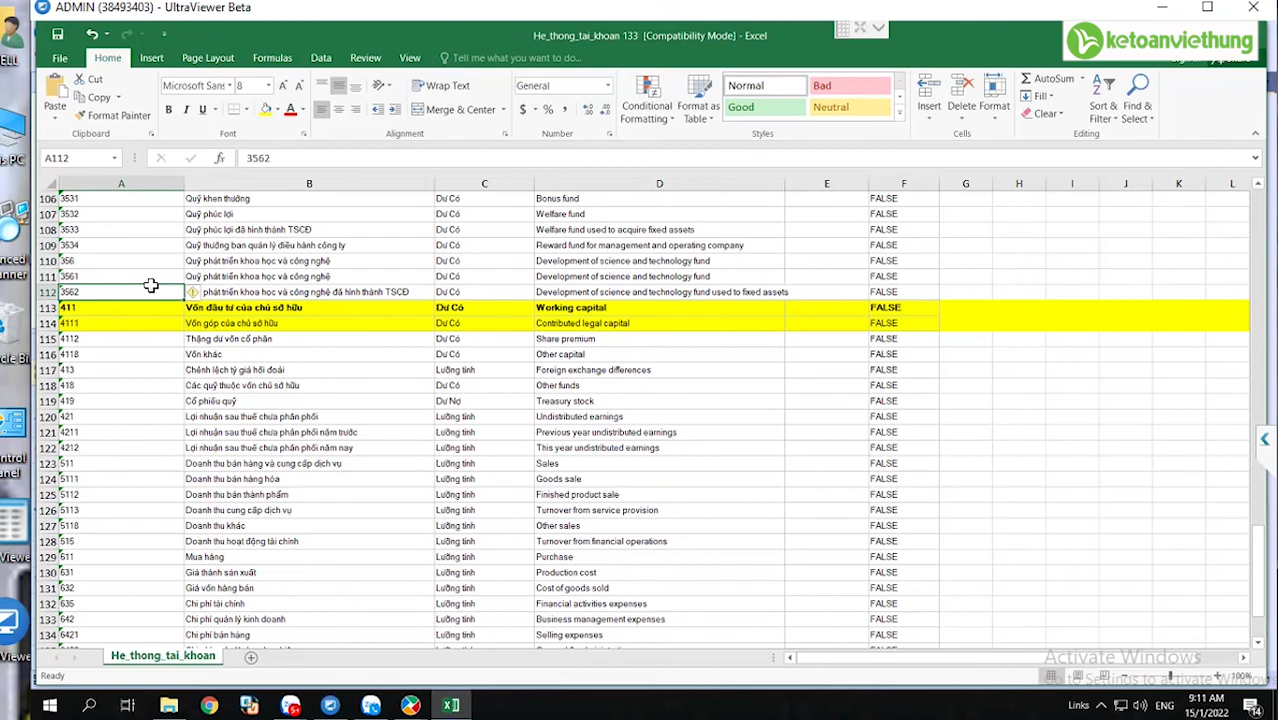 ADMIN (38493403) - UltraViewer Beta
He_thong_tai_khoan 133 [Compatibility Mode] - Excel
ketoanviethung
File Home Insert Page Layout Formulas Data Review View Tell me what you want to do...
Paste Cut Copy Format Painter Clipboard
Microsoft Sans 8 B I U Font
Wrap Text Merge & Center Alignment
General $ % Number
Conditional Formatting Format as Table Normal Bad Good Neutral Styles
Insert Delete Format Cells
AutoSum Fill Clear Sort & Filter Find & Select Editing
A112 fx 3562
A B C D E F G H I J K L
106 3531 Quỹ khen thưởng Dư Có Bonus fund FALSE
107 3532 Quỹ phúc lợi Dư Có Welfare fund FALSE
108 3533 Quỹ phúc lợi đã hình thành TSCĐ Dư Có Welfare fund used to acquire fixed assets FALSE
109 3534 Quỹ thưởng ban quản lý điều hành công ty Dư Có Reward fund for management and operating company FALSE
110 356 Quỹ phát triển khoa học và công nghệ Dư Có Development of science and technology fund FALSE
111 3561 Quỹ phát triển khoa học và công nghệ Dư Có Development of science and technology fund FALSE
112 3562 phát triển khoa học và công nghệ đã hình thành TSCĐ Dư Có Development of science and technology fund used to fixed assets FALSE
113 411 Vốn đầu tư của chủ sở hữu Dư Có Working capital FALSE
114 4111 Vốn góp của chủ sở hữu Dư Có Contributed legal capital FALSE
115 4112 Thặng dư vốn cổ phần Dư Có Share premium FALSE
116 4118 Vốn khác Dư Có Other capital FALSE
117 413 Chênh lệch tỷ giá hối đoái Lưỡng tính Foreign exchange differences FALSE
118 418 Các quỹ thuộc vốn chủ sở hữu Dư Có Other funds FALSE
119 419 Cổ phiếu quỹ Dư Nợ Treasury stock FALSE
120 421 Lợi nhuận sau thuế chưa phân phối Lưỡng tính Undistributed earnings FALSE
121 4211 Lợi nhuận sau thuế chưa phân phối năm trước Lưỡng tính Previous year undistributed earnings FALSE
122 4212 Lợi nhuận sau thuế chưa phân phối năm nay Lưỡng tính This year undistributed earnings FALSE
123 511 Doanh thu bán hàng và cung cấp dịch vụ Lưỡng tính Sales FALSE
124 5111 Doanh thu bán hàng hóa Lưỡng tính Goods sale FALSE
125 5112 Doanh thu bán thành phẩm Lưỡng tính Finished product sale FALSE
126 5113 Doanh thu cung cấp dịch vụ Lưỡng tính Turnover from service provision FALSE
127 5118 Doanh thu khác Lưỡng tính Other sales FALSE
128 515 Doanh thu hoạt động tài chính Lưỡng tính Turnover from financial operations FALSE
129 611 Mua hàng Lưỡng tính Purchase FALSE
130 631 Giá thành sản xuất Lưỡng tính Production cost FALSE
131 632 Giá vốn hàng bán Lưỡng tính Cost of goods sold FALSE
132 635 Chi phí tài chính Lưỡng tính Financial activities expenses FALSE
133 642 Chi phí quản lý kinh doanh Lưỡng tính Business management expenses FALSE
134 6421 Chi phí bán hàng Lưỡng tính Selling expenses FALSE
He_thong_tai_khoan
Activate Windows
Go to Settings to activate Windows.
Ready 100%
Links 9:11 AM
15/1/2022